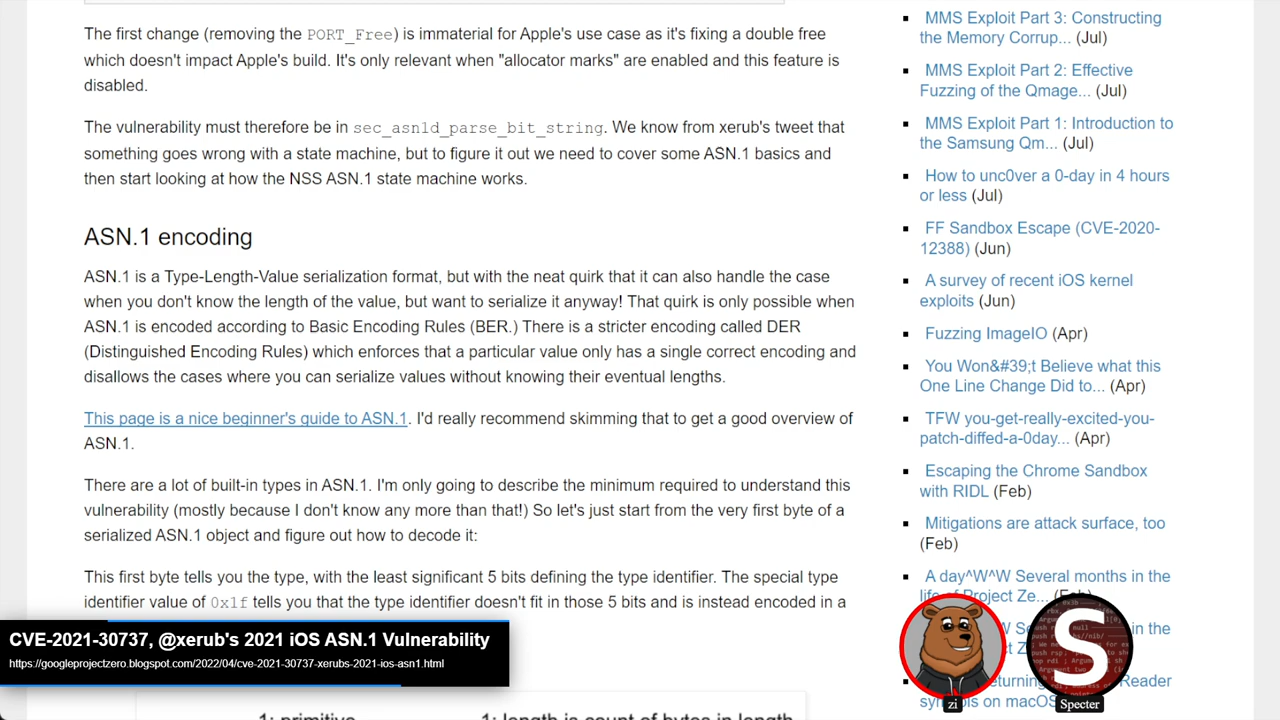 The first change (removing the PORT_Free) is immaterial for Apple's use case as it's fixing a double free
which doesn't impact Apple's build. It's only relevant when "allocator marks" are enabled and this feature is
disabled.
The vulnerability must therefore be in sec_asn1d_parse_bit_string. We know from xerub's tweet that
something goes wrong with a state machine, but to figure it out we need to cover some ASN.1 basics and
then start looking at how the NSS ASN.1 state machine works.
ASN.1 encoding
ASN.1 is a Type-Length-Value serialization format, but with the neat quirk that it can also handle the case
when you don't know the length of the value, but want to serialize it anyway! That quirk is only possible when
ASN.1 is encoded according to Basic Encoding Rules (BER.) There is a stricter encoding called DER
(Distinguished Encoding Rules) which enforces that a particular value only has a single correct encoding and
disallows the cases where you can serialize values without knowing their eventual lengths.
This page is a nice beginner's guide to ASN.1. I'd really recommend skimming that to get a good overview of
ASN.1.
There are a lot of built-in types in ASN.1. I'm only going to describe the minimum required to understand this
vulnerability (mostly because I don't know any more than that!) So let's just start from the very first byte of a
serialized ASN.1 object and figure out how to decode it:
This first byte tells you the type, with the least significant 5 bits defining the type identifier. The special type
identifier value of 0x1f tells you that the type identifier doesn't fit in those 5 bits and is instead encoded in a
1: primitive 1: length is count of bytes in length
MMS Exploit Part 3: Constructing
the Memory Corrup... (Jul)
MMS Exploit Part 2: Effective
Fuzzing of the Qmage... (Jul)
MMS Exploit Part 1: Introduction to
the Samsung Qm... (Jul)
How to unc0ver a 0-day in 4 hours
or less (Jul)
FF Sandbox Escape (CVE-2020-
12388) (Jun)
A survey of recent iOS kernel
exploits (Jun)
Fuzzing ImageIO (Apr)
You Won&#39;t Believe what this
One Line Change Did to... (Apr)
TFW you-get-really-excited-you-
patch-diffed-a-0day... (Apr)
Escaping the Chrome Sandbox
with RIDL (Feb)
Mitigations are attack surface, too
(Feb)
A day^W^W Several months in the
life of Project Ze... (Feb)
in the
Reader
on macOS
CVE-2021-30737, @xerub's 2021 iOS ASN.1 Vulnerability
https://googleprojectzero.blogspot.com/2022/04/cve-2021-30737-xerubs-2021-ios-asn1.html
S
zi
Specter